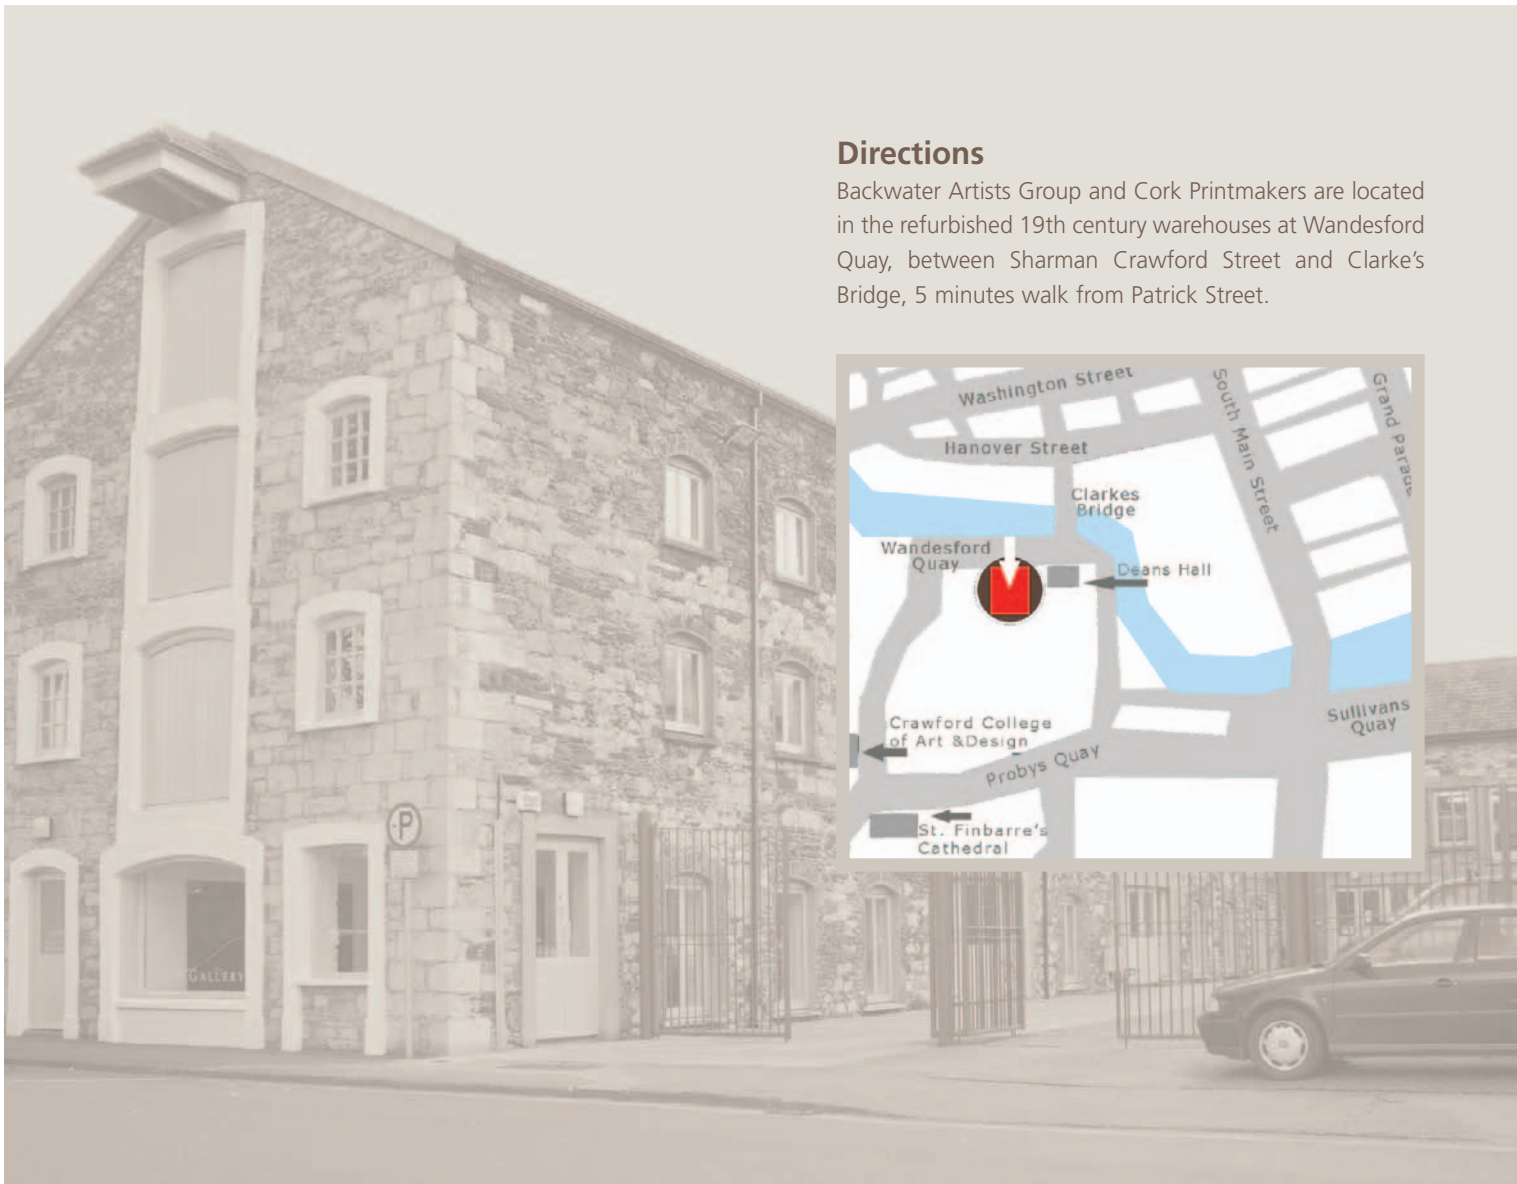 Directions
Backwater Artists Group and Cork Printmakers are located
in the refurbished 19th century warehouses at Wandesford
Quay, between Sharman Crawford Street and Clarke’s
Bridge, 5 minutes walk from Patrick Street.
Washington Street
South Main Street
Grand Parade
Hanover Street
Clarkes
Bridge
Wandesford
Quay
Deans Hall
Crawford College
of Art &Design
Probys Quay
Sullivans
Quay
St. Finbarre's
Cathedral
P
GALLERY